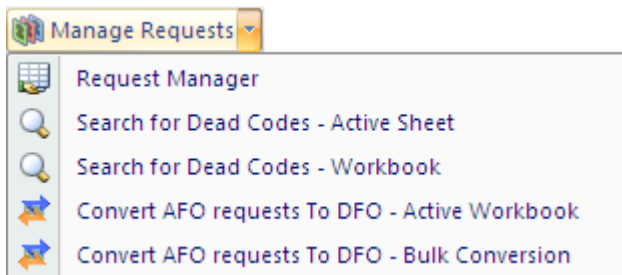 Manage Requests
Request Manager
Search for Dead Codes - Active Sheet
Search for Dead Codes - Workbook
Convert AFO requests To DFO - Active Workbook
Convert AFO requests To DFO - Bulk Conversion